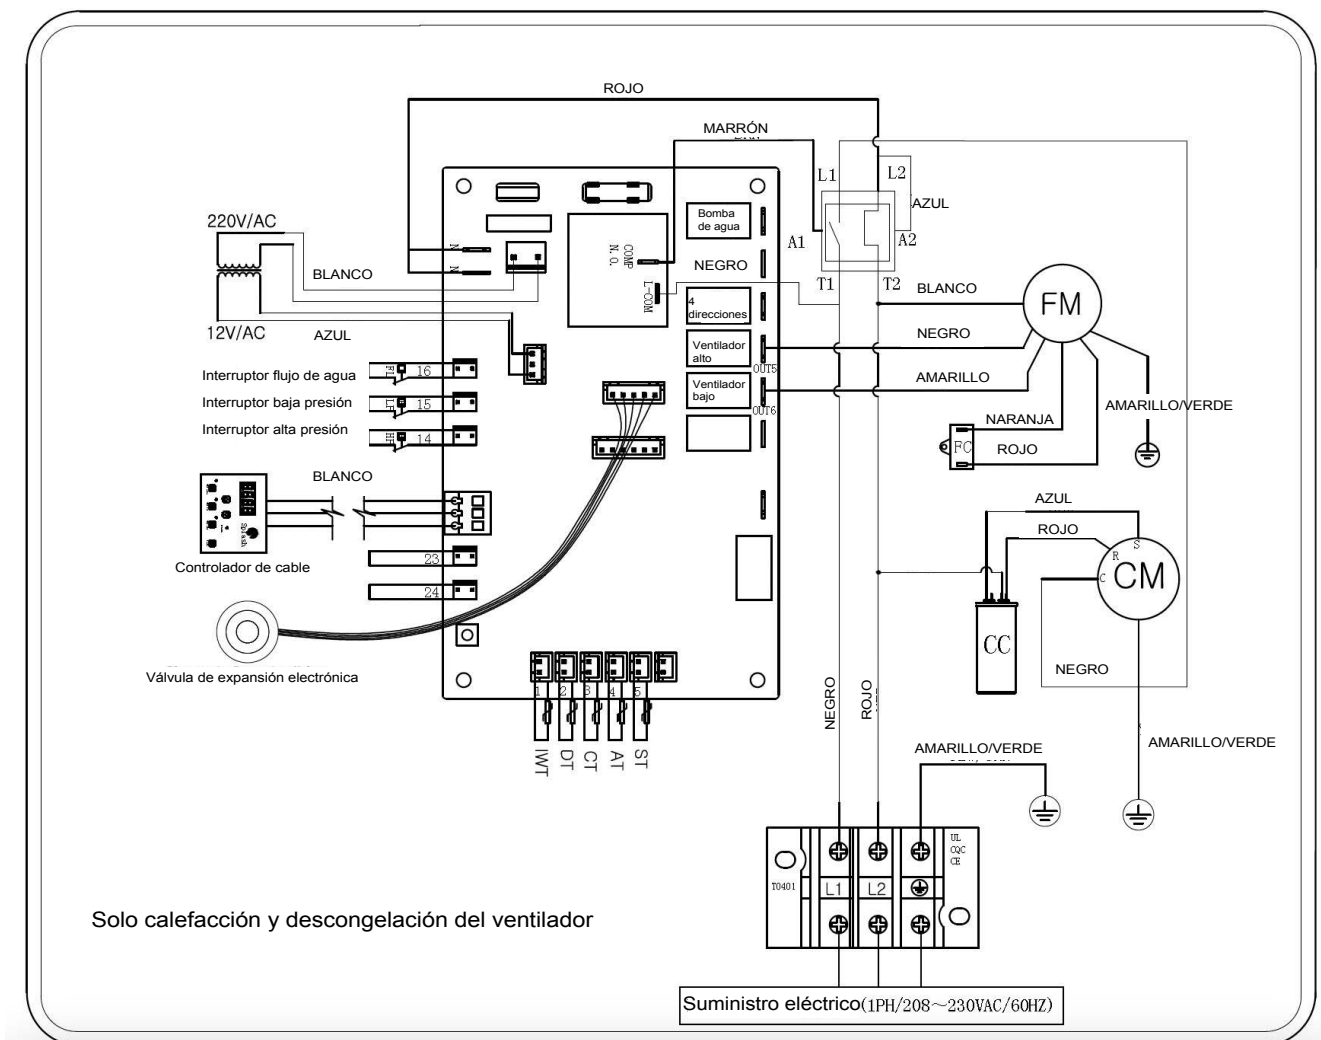 ROJO
MARRÓN
L1
L2
AZUL
A1
A2
T1
T2
220V/AC
BLANCO
12V/AC
AZUL
N
N
COMP
N.O.
L-COM
Bomba
de agua
NEGRO
4
direcciones
Ventilador
alto
OUT5
Ventilador
bajo
OUT6
BLANCO
NEGRO
AMARILLO
FM
AMARILLO/VERDE
NARANJA
FC
ROJO
Interruptor flujo de agua
16
Interruptor baja presión
15
Interruptor alta presión
14
BLANCO
Splash
Controlador de cable
23
24
Válvula de expansión electrónica
AZUL
ROJO
S
R
C
CM
CC
NEGRO
AMARILLO/VERDE
1
2
3
4
5
IWT
DT
CT
AT
ST
NEGRO
ROJO
AMARILLO/VERDE
UL
CQC
CE
T0401
L1
L2
Solo calefacción y descongelación del ventilador
Suministro eléctrico(1PH/208～230VAC/60HZ)